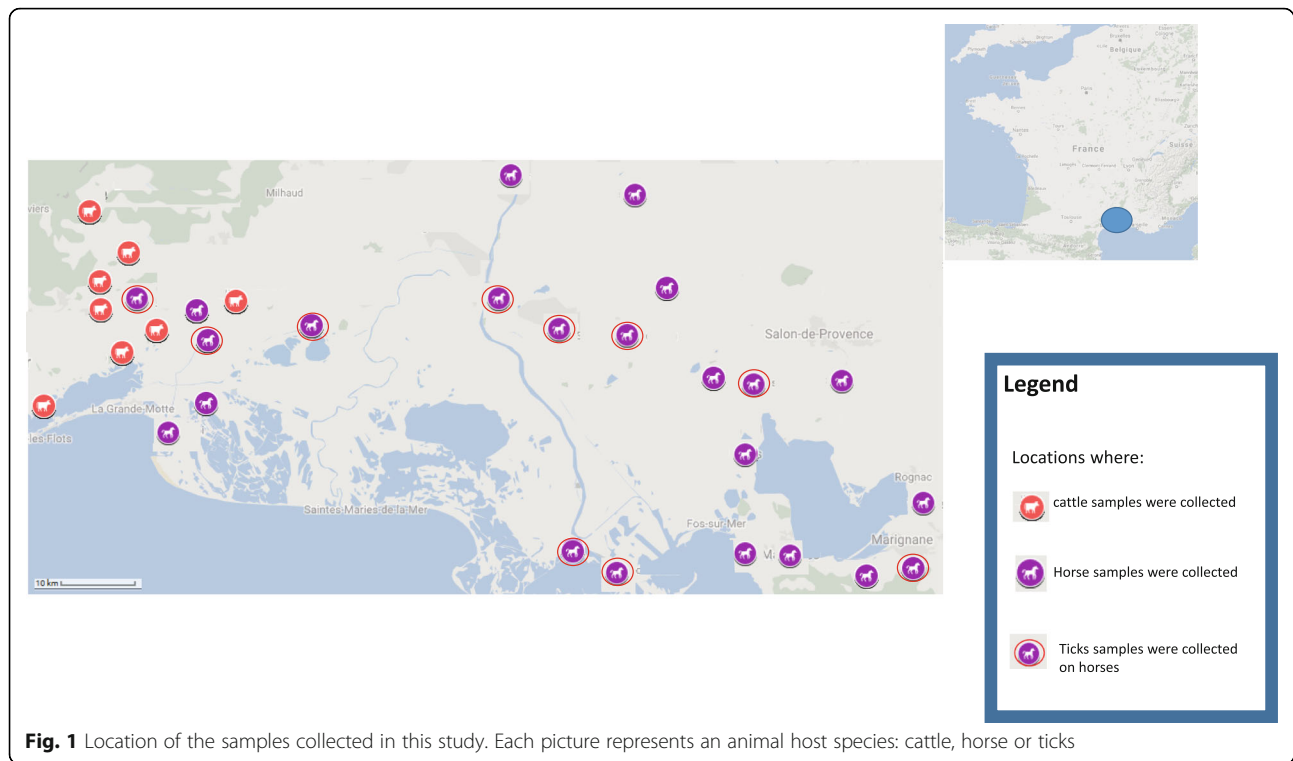 Belgique
Paris
France
Suisse
Toulouse
Milhaud
viers
Salon-de-Provence
La Grande-Motte
les-Flots
Rognac
Saintes-Maries-de-la-Mer
Fos-sur-Mer
Marignane
10 km
Legend
Locations where:
cattle samples were collected
Horse samples were collected
Ticks samples were collected
on horses
Fig. 1 Location of the samples collected in this study. Each picture represents an animal host species: cattle, horse or ticks